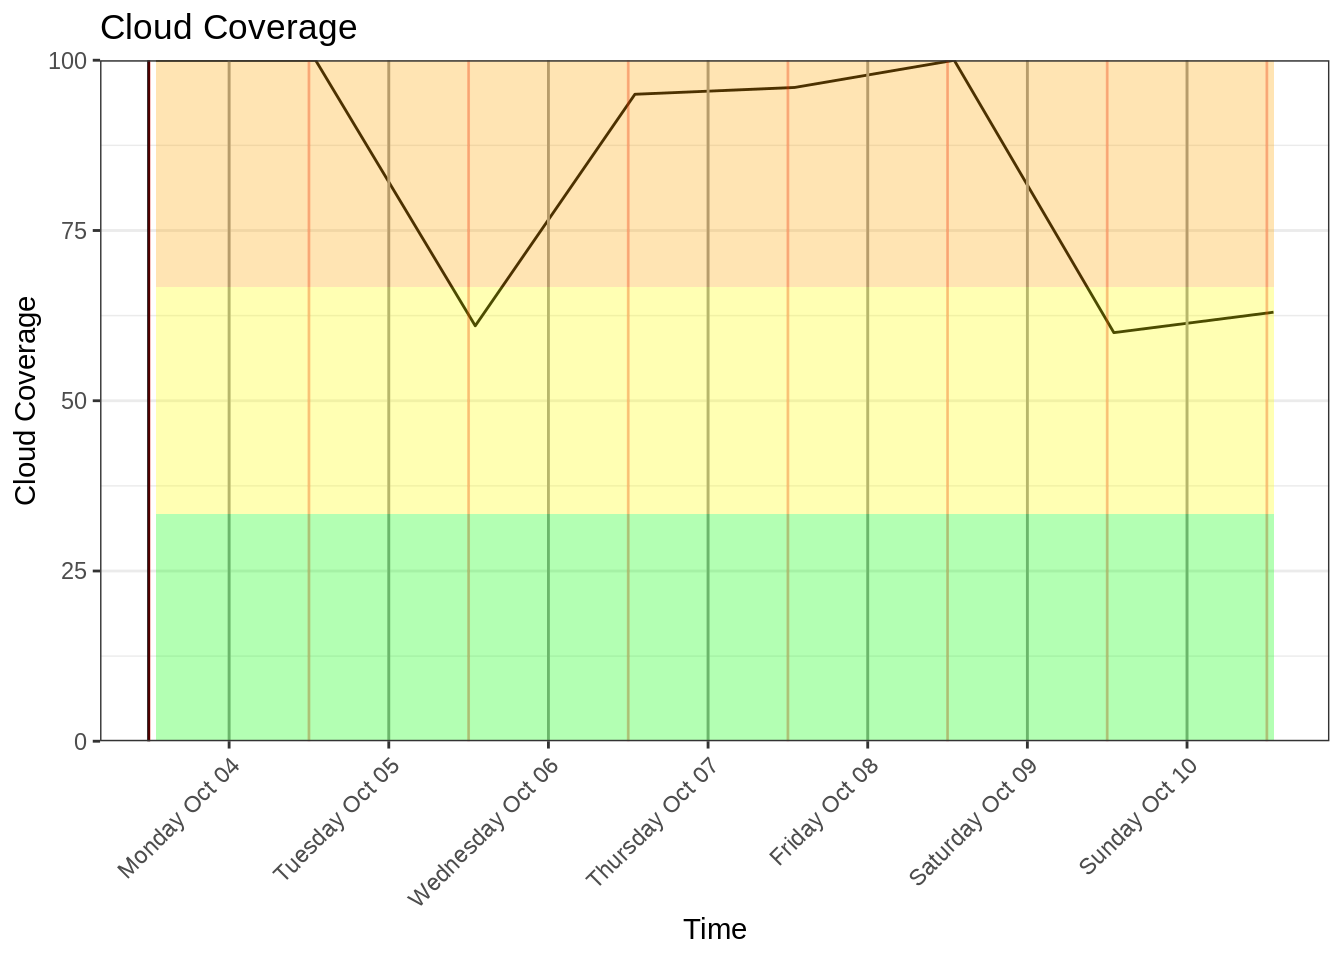 Cloud Coverage
Cloud Coverage
100
75
50
25
0
Monday Oct 04
Tuesday Oct 05
Wednesday Oct 06
Thursday Oct 07
Friday Oct 08
Saturday Oct 09
Sunday Oct 10
Time